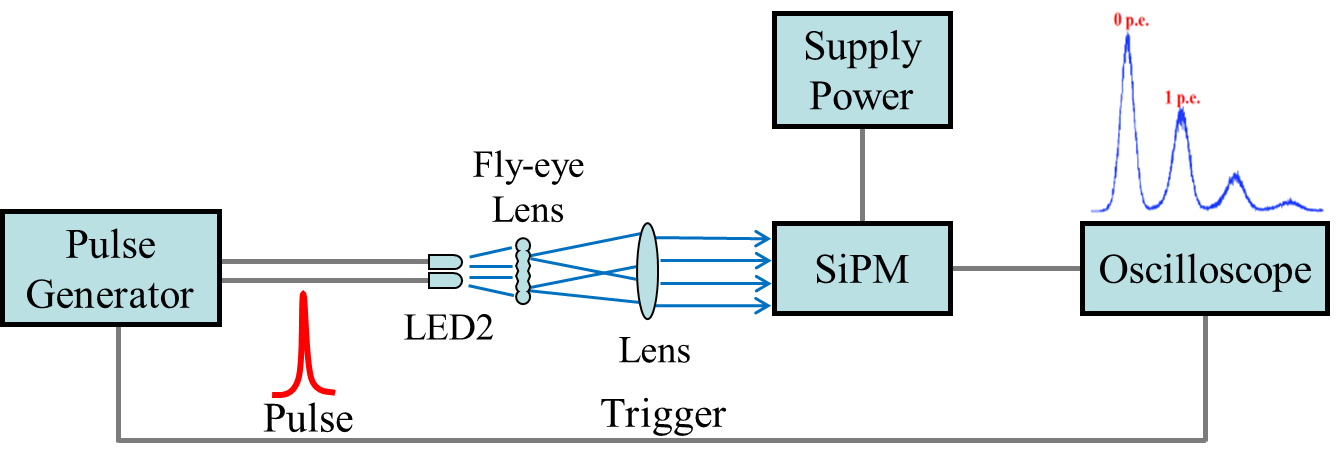 0 p.e.
1 p.e.
Supply
Power
Fly-eye
Lens
Pulse
Generator
SiPM
Oscilloscope
LED2
Lens
Pulse
Trigger